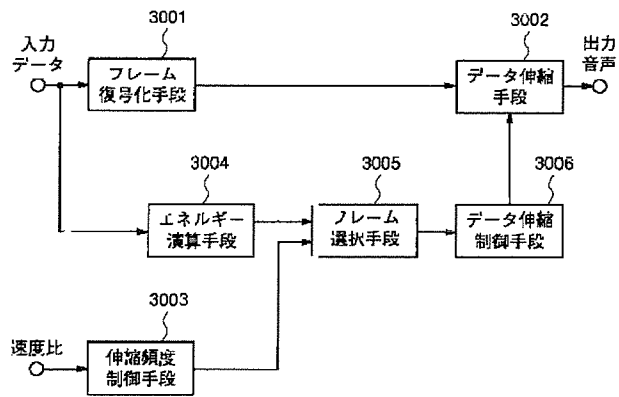 3001
3002
入力
データ
フレーム
復号化手段
データ伸縮
手段
出力
音声
3004
3005
3006
エネルギー
演算手段
フレーム
選択手段
データ伸縮
制御手段
3003
速度比
伸縮頻度
制御手段